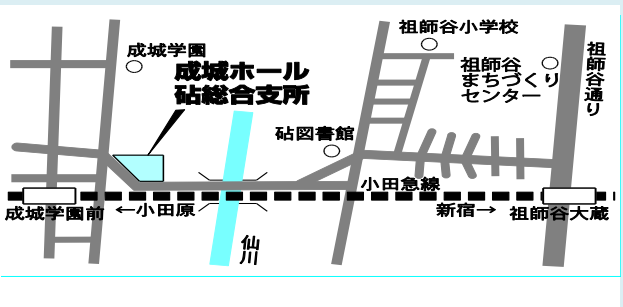 成城学園
成城ホール
砧総合支所
砧図書館
祖師谷小学校
祖師谷
まちづくり
センター
祖師谷通り
小田急線
成城学園前
←小田原
新宿→
祖師谷大蔵
仙川